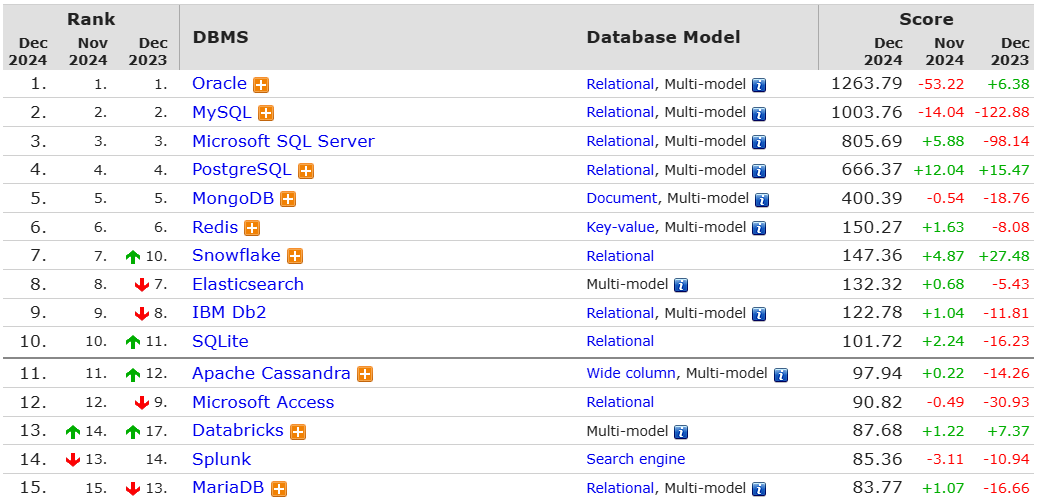 Rank Score
Dec Nov Dec DBMS Database Model Dec Nov Dec
2024 2024 2023 2024 2024 2023
1. 1. 1. Oracle Relational, Multi-model 1263.79 -53.22 +6.38
2. 2. 2. MySQL Relational, Multi-model 1003.76 -14.04 -122.88
3. 3. 3. Microsoft SQL Server Relational, Multi-model 805.69 +5.88 -98.14
4. 4. 4. PostgreSQL Relational, Multi-model 666.37 +12.04 +15.47
5. 5. 5. MongoDB Document, Multi-model 400.39 -0.54 -18.76
6. 6. 6. Redis Key-value, Multi-model 150.27 +1.63 -8.08
7. 7. 10. Snowflake Relational 147.36 +4.87 +27.48
8. 8. 7. Elasticsearch Multi-model 132.32 +0.68 -5.43
9. 9. 8. IBM Db2 Relational, Multi-model 122.78 +1.04 -11.81
10. 10. 11. SQLite Relational 101.72 +2.24 -16.23
11. 11. 12. Apache Cassandra Wide column, Multi-model 97.94 +0.22 -14.26
12. 12. 9. Microsoft Access Relational 90.82 -0.49 -30.93
13. 14. 17. Databricks Multi-model 87.68 +1.22 +7.37
14. 13. 14. Splunk Search engine 85.36 -3.11 -10.94
15. 15. 13. MariaDB Relational, Multi-model 83.77 +1.07 -16.66